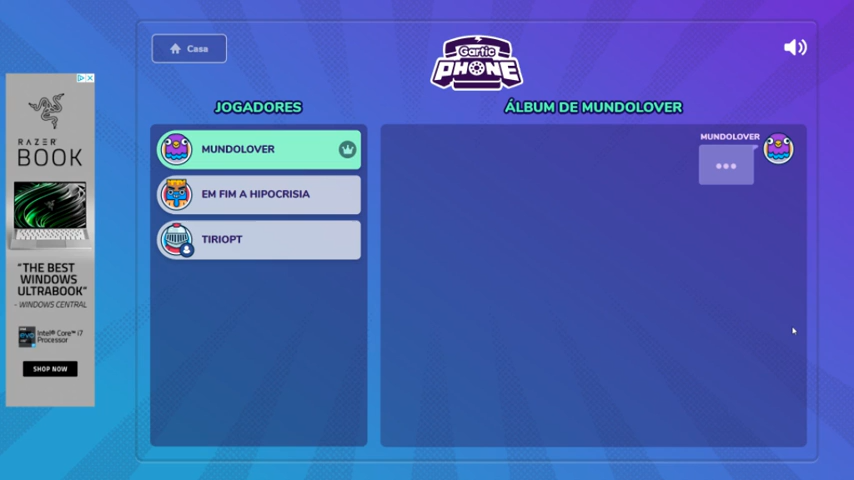 Casa
Gartic
PHONE
JOGADORES
MUNDOLOVER
EM FIM A HIPOCRISIA
TIRIOPT
ÁLBUM DE MUNDOLOVER
MUNDOLOVER
...
RAZER
BOOK
"THE BEST
WINDOWS
ULTRABOOK"
- WINDOWS CENTRAL
Intel® Core™ i7
Processor
SHOP NOW